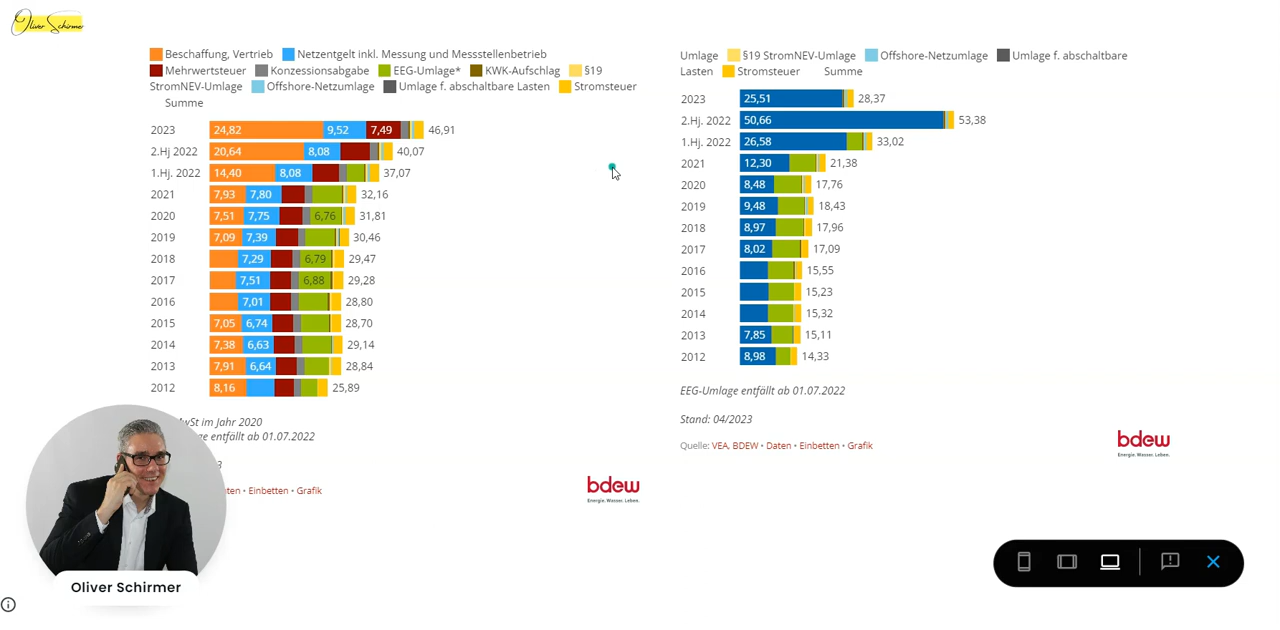 Oliver Schirmer
Beschaffung, Vertrieb Netzentgelt inkl. Messung und Messstellenbetrieb
Mehrwertsteuer Konzessionsabgabe EEG-Umlage* KWK-Aufschlag §19
StromNEV-Umlage Offshore-Netzumlage Umlage f. abschaltbare Lasten Stromsteuer
Summe
2023 24,82 9,52 7,49 46,91
2.Hj 2022 20,64 8,08 40,07
1.Hj. 2022 14,40 8,08 37,07
2021 7,93 7,80 32,16
2020 7,51 7,75 6,76 31,81
2019 7,09 7,39 30,46
2018 7,29 6,79 29,47
2017 7,51 6,88 29,28
2016 7,01 28,80
2015 7,05 6,74 28,70
2014 7,38 6,63 29,14
2013 7,91 6,64 28,84
2012 8,16 25,89
MwSt im Jahr 2020
entfällt ab 01.07.2022
Einbetten • Grafik
bdew
Energie. Wasser. Leben.
Umlage §19 StromNEV-Umlage Offshore-Netzumlage Umlage f. abschaltbare
Lasten Stromsteuer Summe
2023 25,51 28,37
2.Hj. 2022 50,66 53,38
1.Hj. 2022 26,58 33,02
2021 12,30 21,38
2020 8,48 17,76
2019 9,48 18,43
2018 8,97 17,96
2017 8,02 17,09
2016 15,55
2015 15,23
2014 15,32
2013 7,85 15,11
2012 8,98 14,33
EEG-Umlage entfällt ab 01.07.2022
Stand: 04/2023
Quelle: VEA, BDEW • Daten • Einbetten • Grafik
bdew
Energie. Wasser. Leben.
Oliver Schirmer